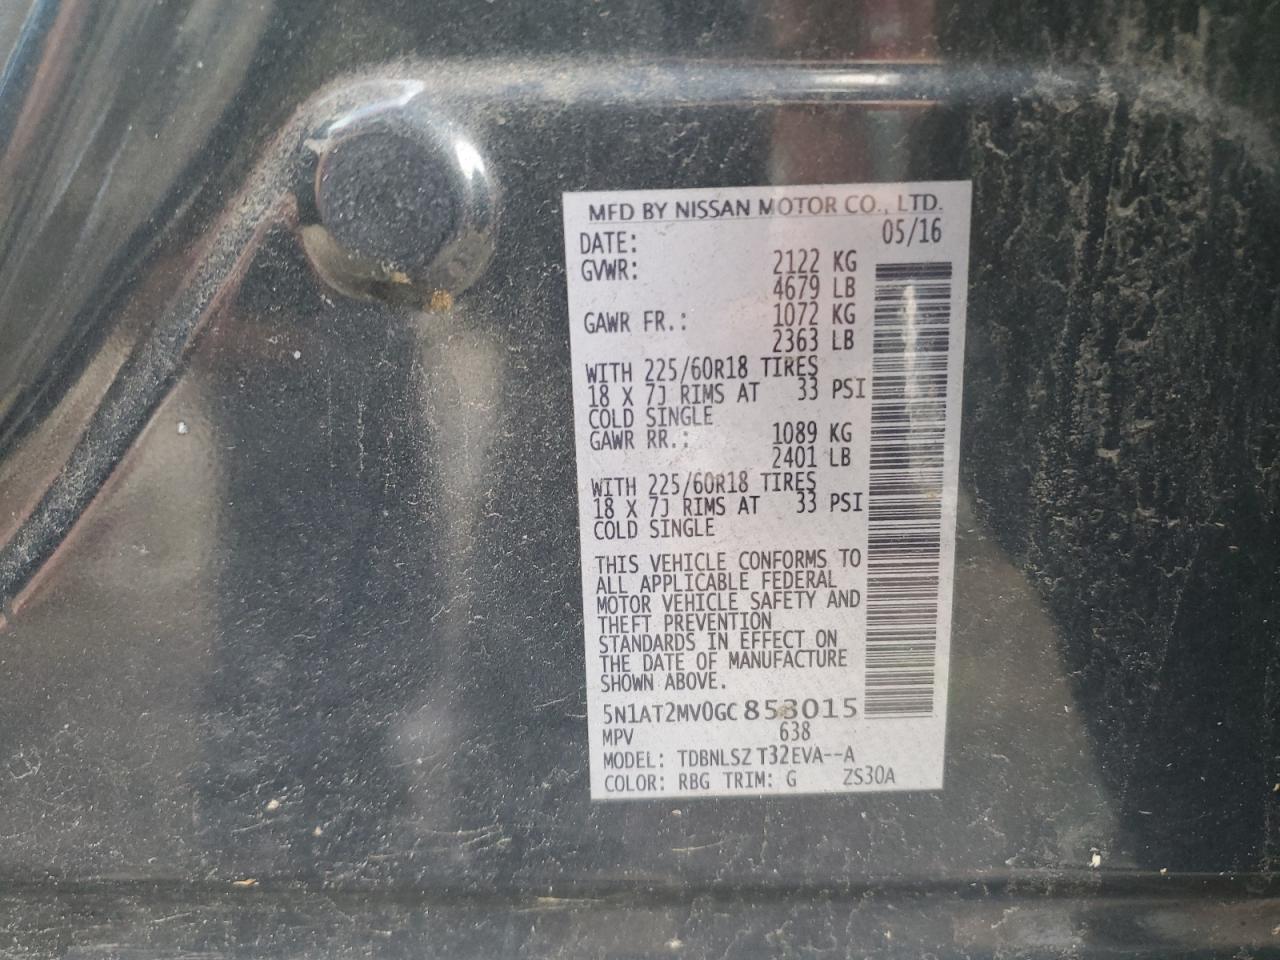 MFD BY NISSAN MOTOR CO., LTD.
DATE: 05/16
GVWR: 2122 KG
4679 LB
GAWR FR.: 1072 KG
2363 LB
WITH 225/60R18 TIRES
18 X 7J RIMS AT 33 PSI
COLD SINGLE
GAWR RR.: 1089 KG
2401 LB
WITH 225/60R18 TIRES
18 X 7J RIMS AT 33 PSI
COLD SINGLE
THIS VEHICLE CONFORMS TO
ALL APPLICABLE FEDERAL
MOTOR VEHICLE SAFETY AND
THEFT PREVENTION
STANDARDS IN EFFECT ON
THE DATE OF MANUFACTURE
SHOWN ABOVE.
5N1AT2MV0GC853015
MPV 638
MODEL: TDBNLSZ T32EVA--A
COLOR: RBG TRIM: G ZS30A